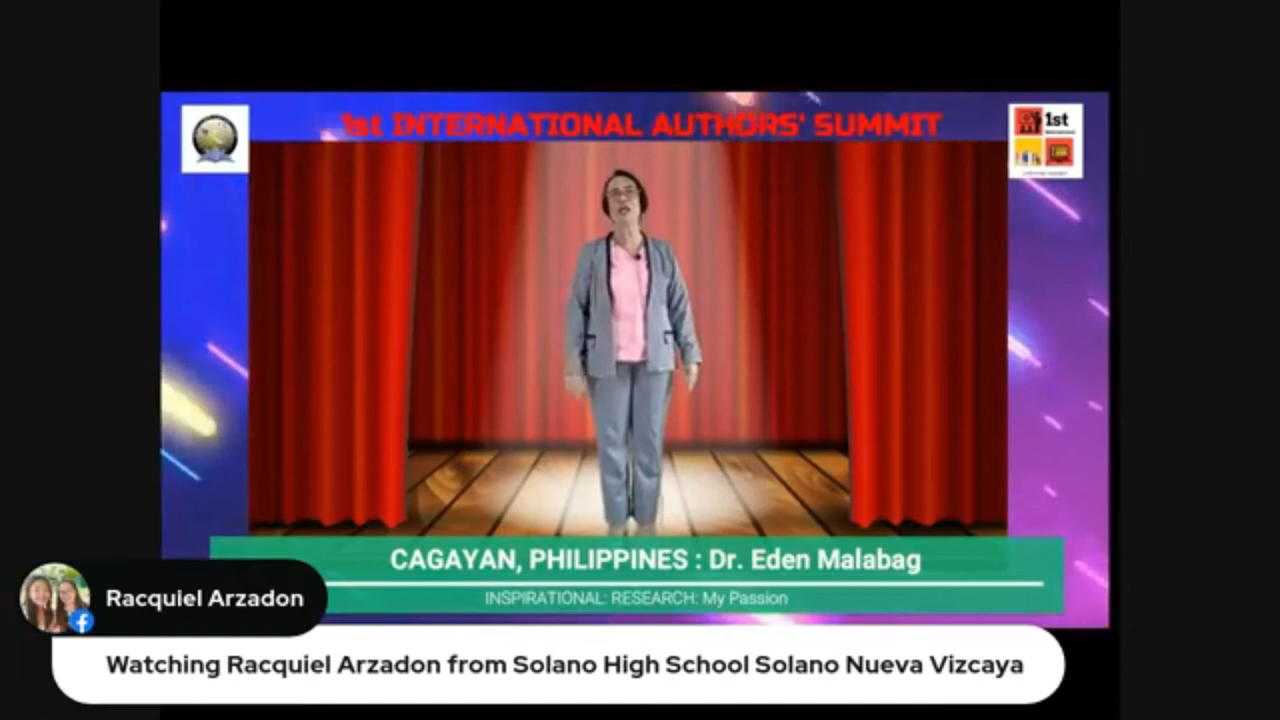 1st INTERNATIONAL AUTHORS' SUMMIT
1st
CAGAYAN, PHILIPPINES : Dr. Eden Malabag
INSPIRATIONAL: RESEARCH: My Passion
Racquiel Arzadon
Watching Racquiel Arzadon from Solano High School Solano Nueva Vizcaya